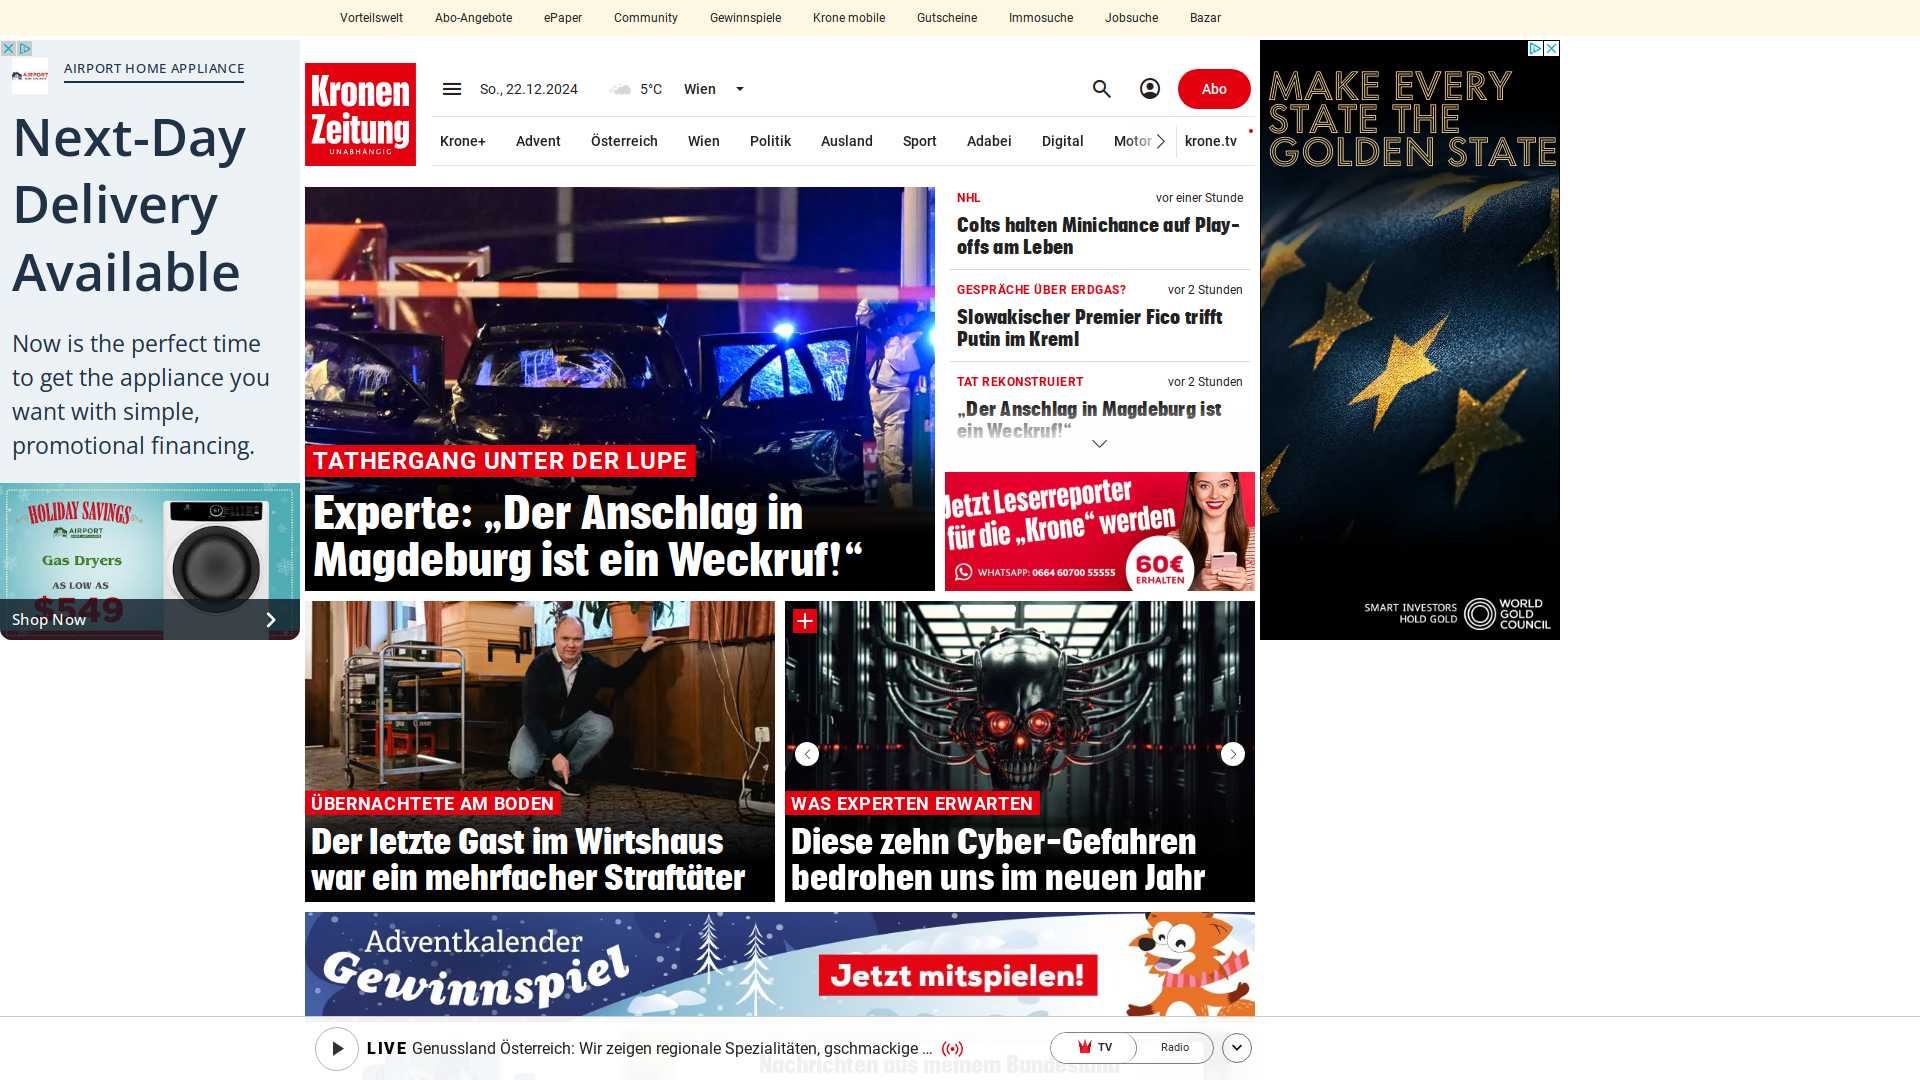 Vorteilswelt Abo-Angebote ePaper Community Gewinnspiele Krone mobile Gutscheine Immosuche Jobsuche Bazar
AIRPORT HOME APPLIANCE
Next-Day
Delivery
Available
Now is the perfect time
to get the appliance you
want with simple,
promotional financing.
HOLIDAY SAVINGS
AIRPORT
Gas Dryers
AS LOW AS
$549
Shop Now
Kronen
Zeitung
UNABHÄNGIG
So., 22.12.2024 5°C Wien
Abo
Krone+ Advent Österreich Wien Politik Ausland Sport Adabei Digital Motor krone.tv
TATHERGANG UNTER DER LUPE
Experte: „Der Anschlag in
Magdeburg ist ein Weckruf!“
NHL vor einer Stunde
Colts halten Minichance auf Play-
offs am Leben
GESPRÄCHE ÜBER ERDGAS? vor 2 Stunden
Slowakischer Premier Fico trifft
Putin im Kreml
TAT REKONSTRUIERT vor 2 Stunden
„Der Anschlag in Magdeburg ist
ein Weckruf!“
Jetzt Leserreporter
für die „Krone“ werden
WHATSAPP: 0664 60700 55555
60€
ERHALTEN
ÜBERNACHTETE AM BODEN
Der letzte Gast im Wirtshaus
war ein mehrfacher Straftäter
WAS EXPERTEN ERWARTEN
Diese zehn Cyber-Gefahren
bedrohen uns im neuen Jahr
Adventkalender
Gewinnspiel
Jetzt mitspielen!
LIVE Genussland Österreich: Wir zeigen regionale Spezialitäten, gschmackige ...
TV Radio
Nachrichten aus meinem Bundesland
MAKE EVERY
STATE THE
GOLDEN STATE
SMART INVESTORS
HOLD GOLD
WORLD
GOLD
COUNCIL